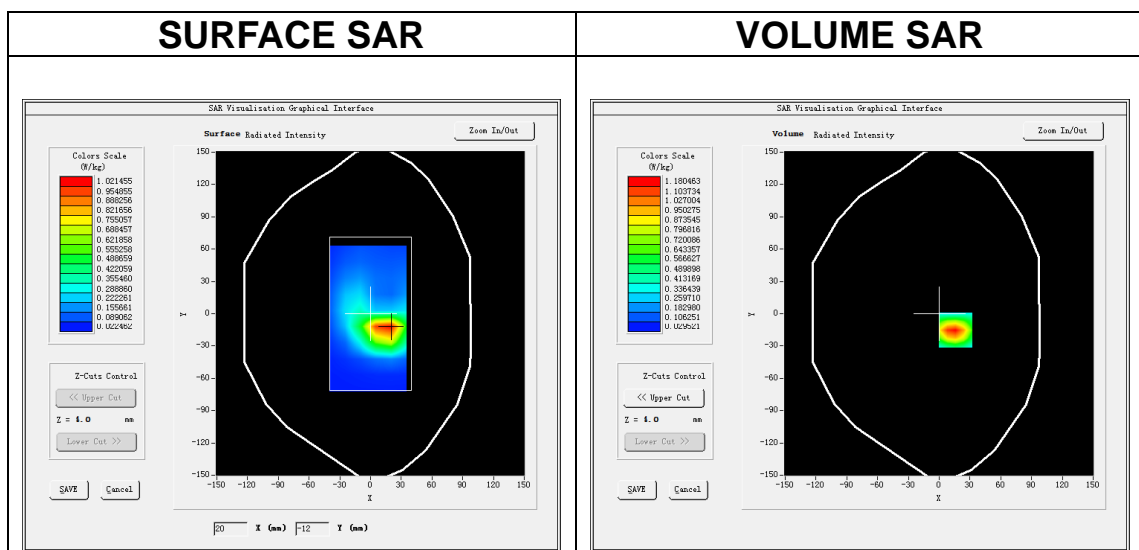 SURFACE SAR
VOLUME SAR
SAR Visualisation Graphical Interface
Surface Radiated Intensity
Zoom In/Out
Colors Scale
(W/kg)
1.021455
0.954855
0.888256
0.821656
0.755057
0.688457
0.621858
0.555258
0.488659
0.422059
0.355460
0.288860
0.222261
0.155661
0.089062
0.022462
150
120
90
60
30
0
-30
-60
-90
-120
-150
Y
-150 -120 -90 -60 -30 0 30 60 90 120 150
X
Z-Cuts Control
<< Upper Cut
Z = 4.0 mm
Lower Cut >>
SAVE Cancel
20 X (mm) -12 Y (mm)
SAR Visualisation Graphical Interface
Volume Radiated Intensity
Zoom In/Out
Colors Scale
(W/kg)
1.180463
1.103734
1.027004
0.950275
0.873545
0.796816
0.720086
0.643357
0.566627
0.489898
0.413169
0.336439
0.259710
0.182980
0.106251
0.029521
150
120
90
60
30
0
-30
-60
-90
-120
-150
Y
-150 -120 -90 -60 -30 0 30 60 90 120 150
X
Z-Cuts Control
<< Upper Cut
Z = 4.0 mm
Lower Cut >>
SAVE Cancel